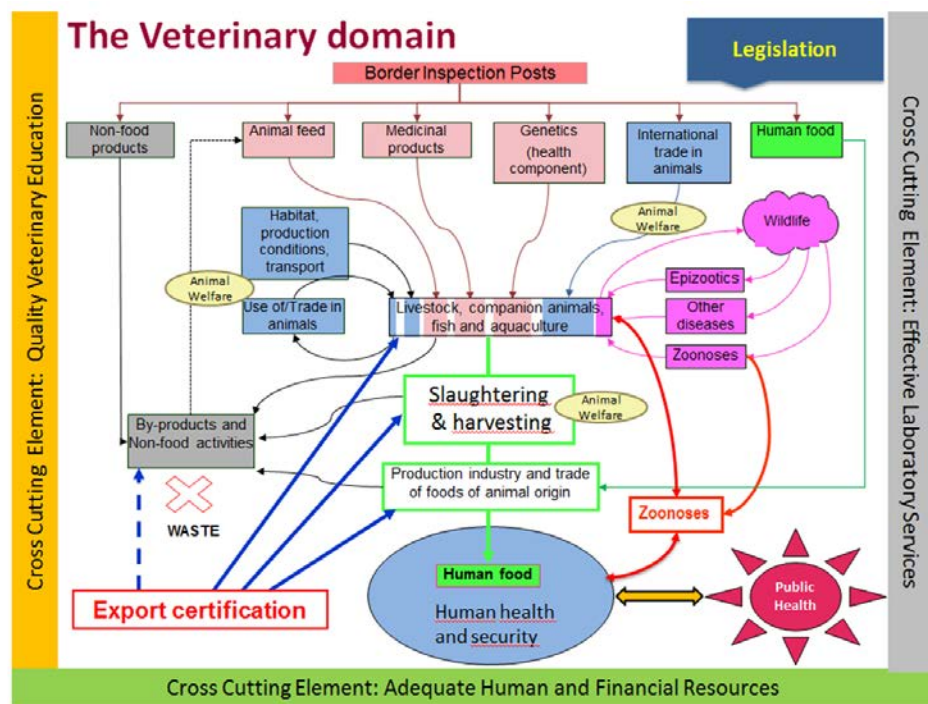 The Veterinary domain
Legislation
Border Inspection Posts
Non-food
products
Animal feed
Medicinal
products
Genetics
(health
component)
International
trade in
animals
Human food
Animal
Welfare
Wildlife
Habitat,
production
conditions,
transport
Animal
Welfare
Use of/Trade in
animals
Livestock, companion animals,
fish and aquaculture
Epizootics
Other
diseases
Zoonoses
Slaughtering
& harvesting
Animal
Welfare
By-products and
Non-food activities
Production industry and trade
of foods of animal origin
WASTE
Zoonoses
Human food
Human health
and security
Public
Health
Export certification
Cross Cutting Element: Quality Veterinary Education
Cross Cutting Element: Effective Laboratory Services
Cross Cutting Element: Adequate Human and Financial Resources